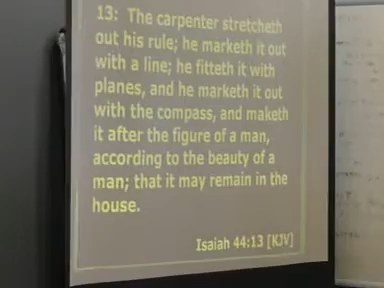 13: The carpenter stretcheth
out his rule; he marketh it out
with a line; he fitteth it with
planes, and he marketh it out
with the compass, and maketh
it after the figure of a man,
according to the beauty of a
man; that it may remain in the
house.
Isaiah 44:13 [KJV]